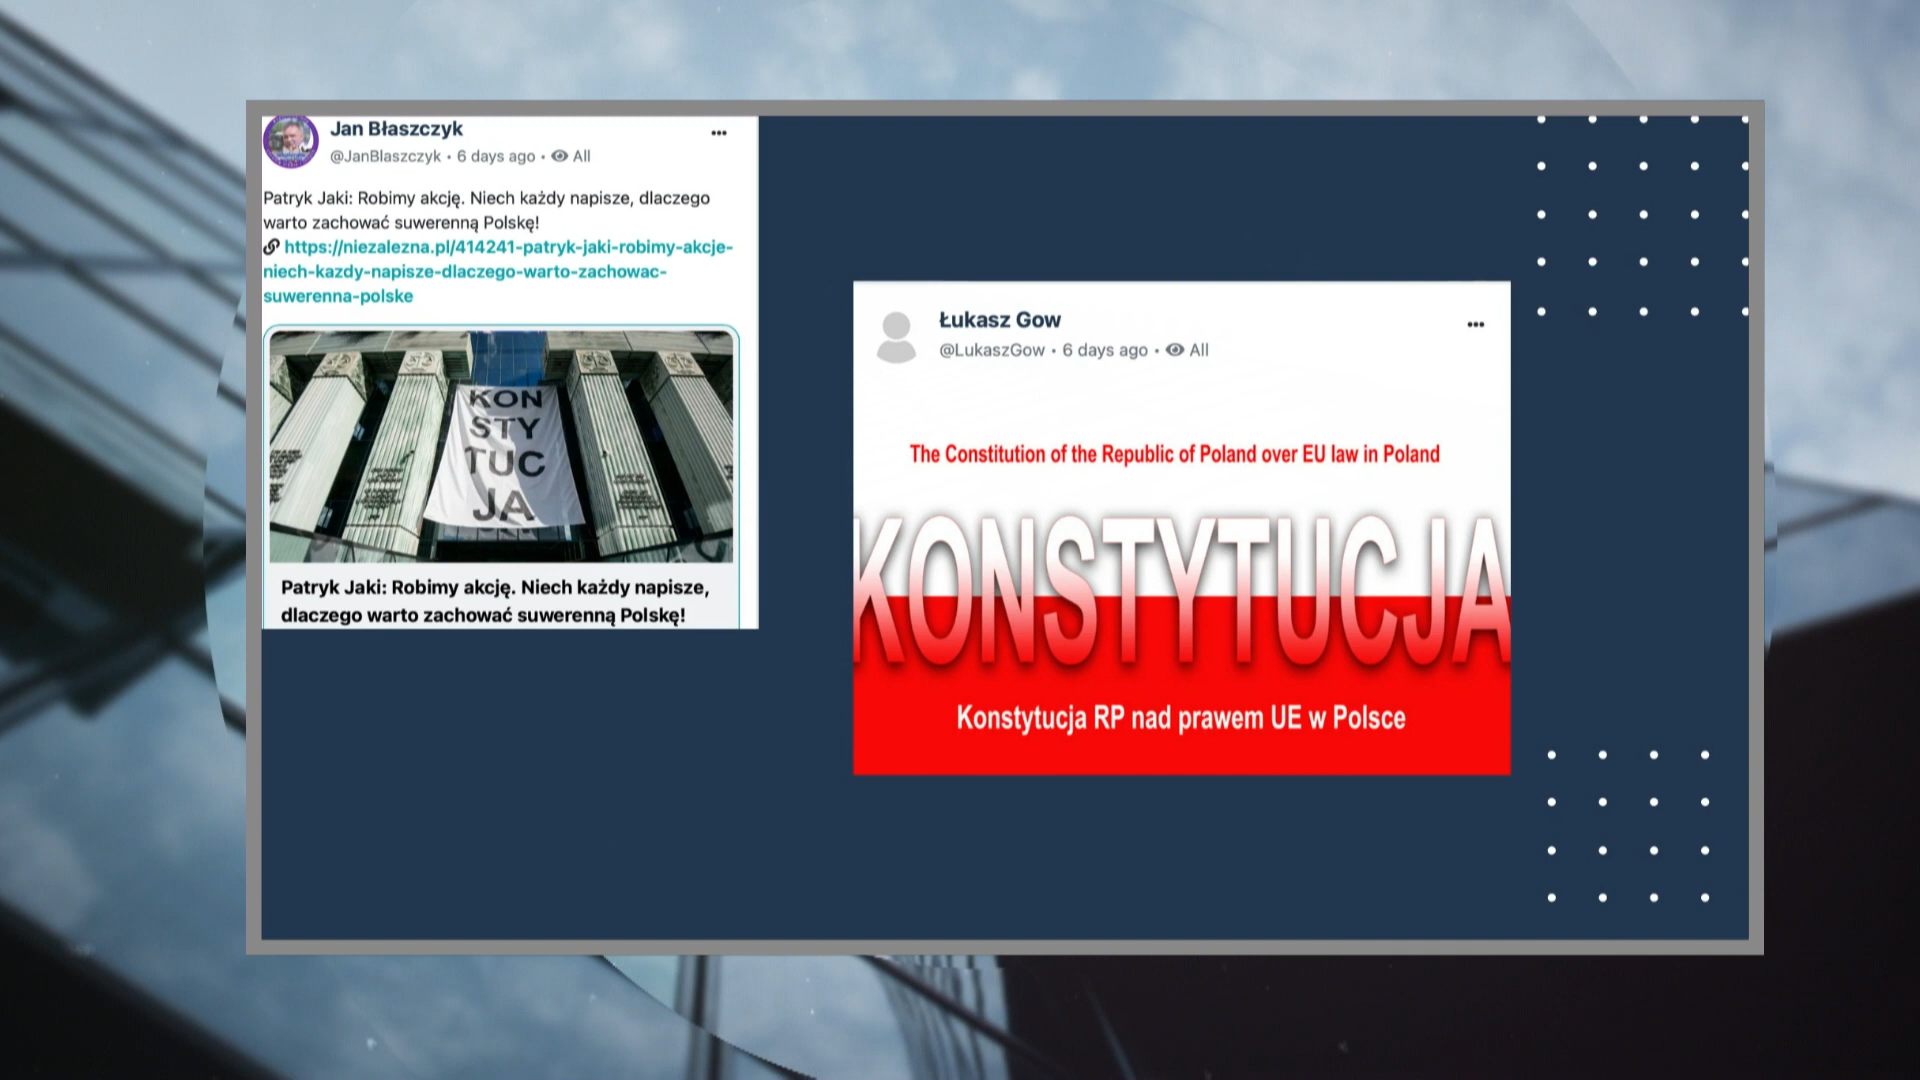 Jan Błaszczyk
@JanBlaszczyk • 6 days ago • All
Patryk Jaki: Robimy akcję. Niech każdy napisze, dlaczego
warto zachować suwerenną Polskę!
https://niezalezna.pl/414241-patryk-jaki-robimy-akcje-
niech-kazdy-napisze-dlaczego-warto-zachowac-
suwerenna-polske
KON
STY
TUC
JA
Patryk Jaki: Robimy akcję. Niech każdy napisze,
dlaczego warto zachować suwerenną Polskę!
Łukasz Gow
@LukaszGow • 6 days ago • All
The Constitution of the Republic of Poland over EU law in Poland
KONSTYTUCJA
Konstytucja RP nad prawem UE w Polsce